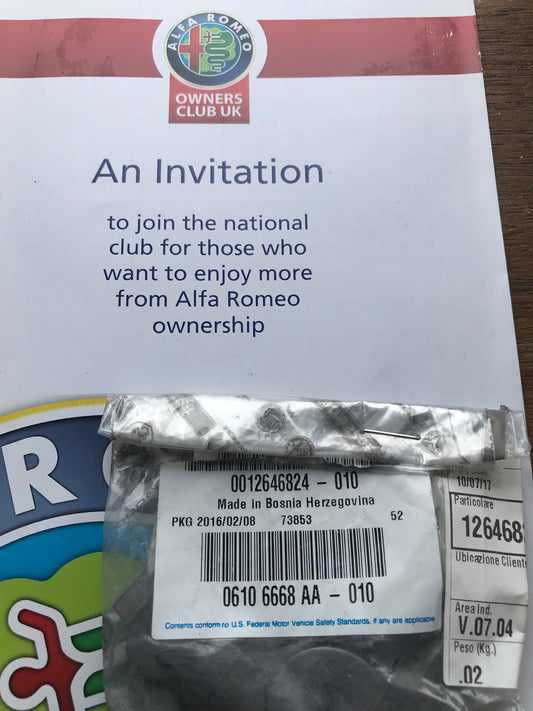 ALFA ROMEO
OWNERS
CLUB UK
An Invitation
to join the national
club for those who
want to enjoy more
from Alfa Romeo
ownership
R O
0012646824 - 010
Made in Bosnia Herzegovina
PKG 2016/02/08 73853 52
0610 6668 AA - 010
Contents conform to U.S. Federal Motor Vehicle Safety Standards, if any are applicable
10/07/17
Particolare
1264682
Ubicazione Cliente
Area Ind.
V.07.04
Peso (Kg.)
.02